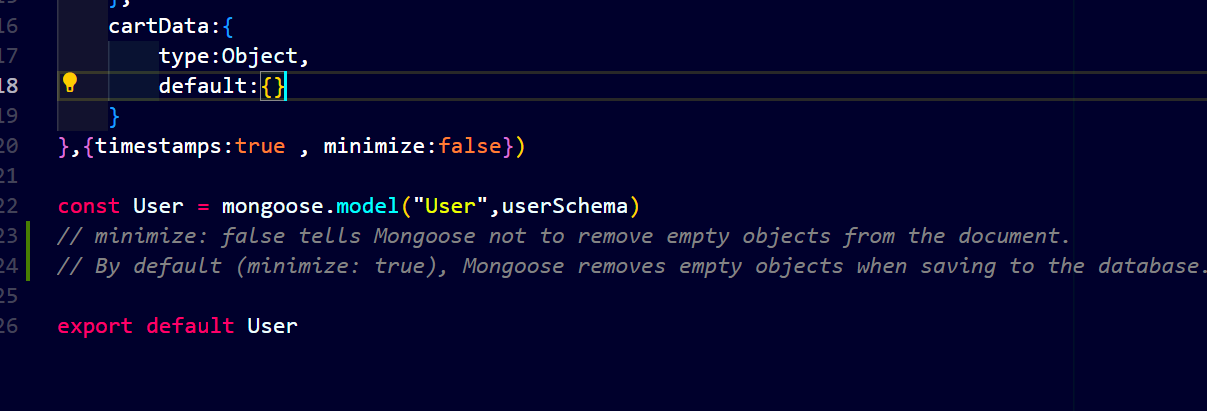 16 cartData:{
17 type:Object,
18 default:{}
19 }
20 },{timestamps:true , minimize:false})
21
22 const User = mongoose.model("User",userSchema)
23 // minimize: false tells Mongoose not to remove empty objects from the document.
24 // By default (minimize: true), Mongoose removes empty objects when saving to the database.
25
26 export default User